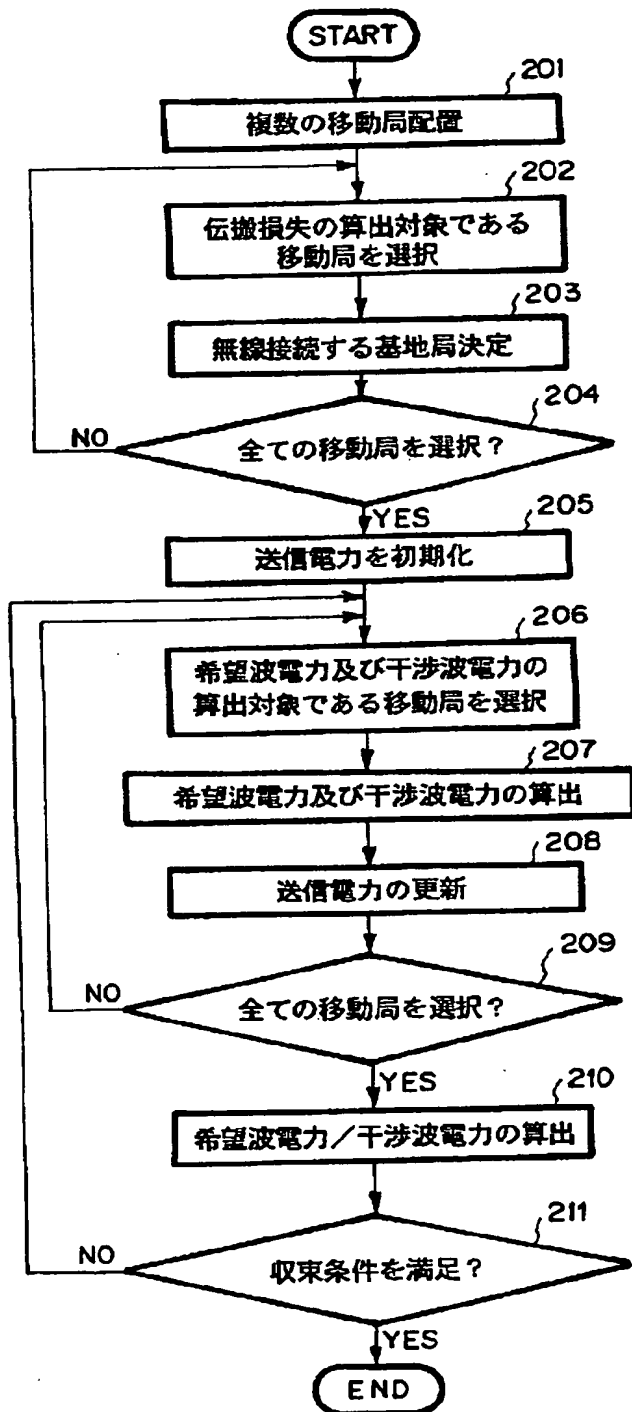 START
201
複数の移動局配置
202
伝搬損失の算出対象である
移動局を選択
203
無線接続する基地局決定
204
全ての移動局を選択？
NO
YES
205
送信電力を初期化
206
希望波電力及び干渉波電力の
算出対象である移動局を選択
207
希望波電力及び干渉波電力の算出
208
送信電力の更新
209
全ての移動局を選択？
NO
YES
210
希望波電力／干渉波電力の算出
211
収束条件を満足？
NO
YES
END